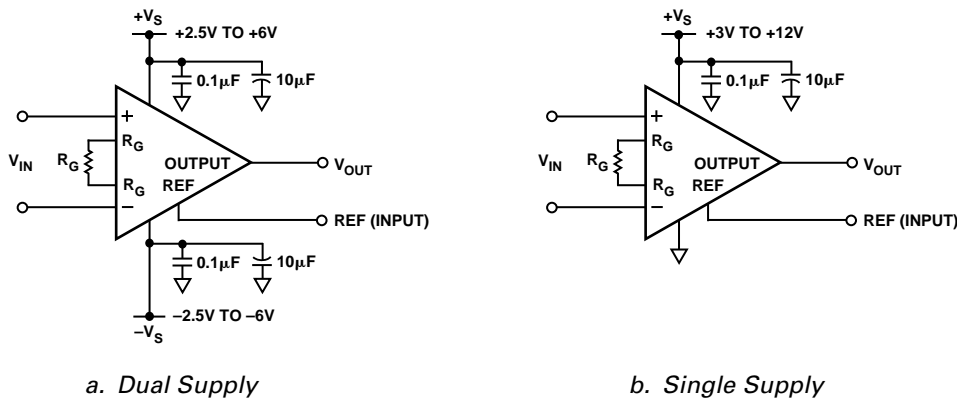 +VS
+2.5V TO +6V
0.1µF
10µF
+
RG
RG
VIN
OUTPUT
REF
RG
–
VOUT
REF (INPUT)
0.1µF
10µF
–2.5V TO –6V
–VS
a. Dual Supply
+VS
+3V TO +12V
0.1µF
10µF
+
RG
RG
VIN
OUTPUT
REF
RG
–
VOUT
REF (INPUT)
b. Single Supply